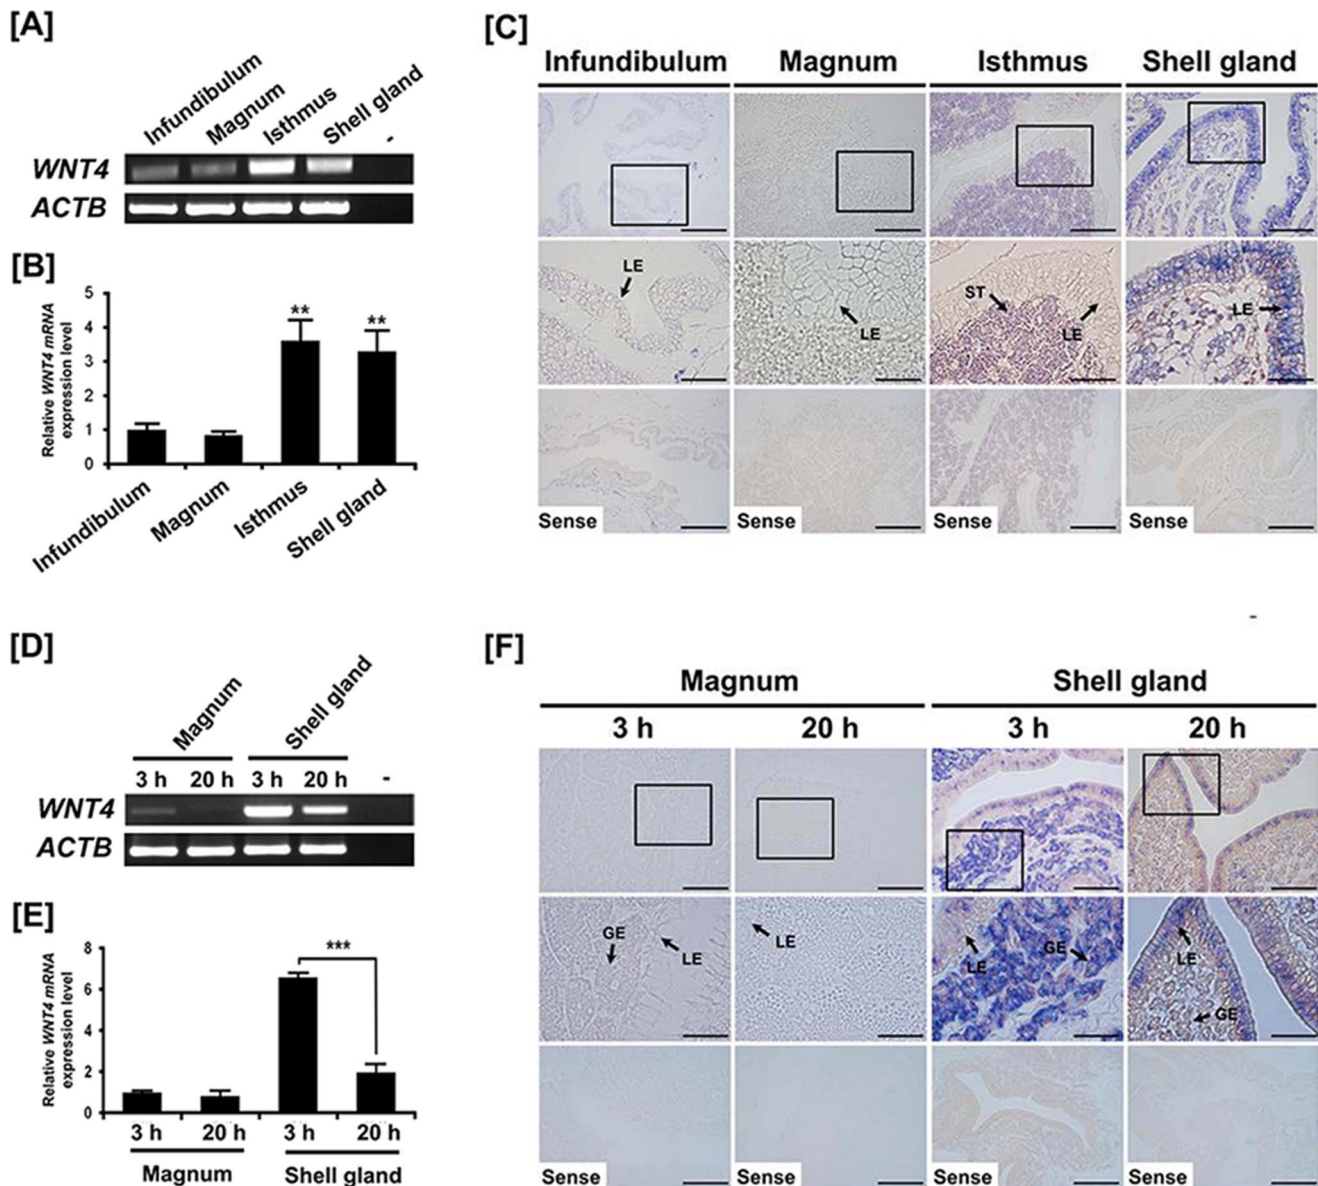 [A]
Infundibulum
Magnum
Isthmus
Shell gland
-
WNT4
ACTB
[B]
Relative WNT4 mRNA
expression level
5
4
3
2
1
0
**
**
Infundibulum
Magnum
Isthmus
Shell gland
[C]
Infundibulum Magnum Isthmus Shell gland
LE
LE
ST
LE
LE
Sense Sense Sense Sense
-
[D]
Magnum
Shell gland
3 h 20 h 3 h 20 h -
WNT4
ACTB
[E]
Relative WNT4 mRNA
expression level
8
6
4
2
0
***
3 h 20 h 3 h 20 h
Magnum Shell gland
[F]
Magnum Shell gland
3 h 20 h 3 h 20 h
GE
LE
LE
LE
GE
LE
GE
Sense Sense Sense Sense